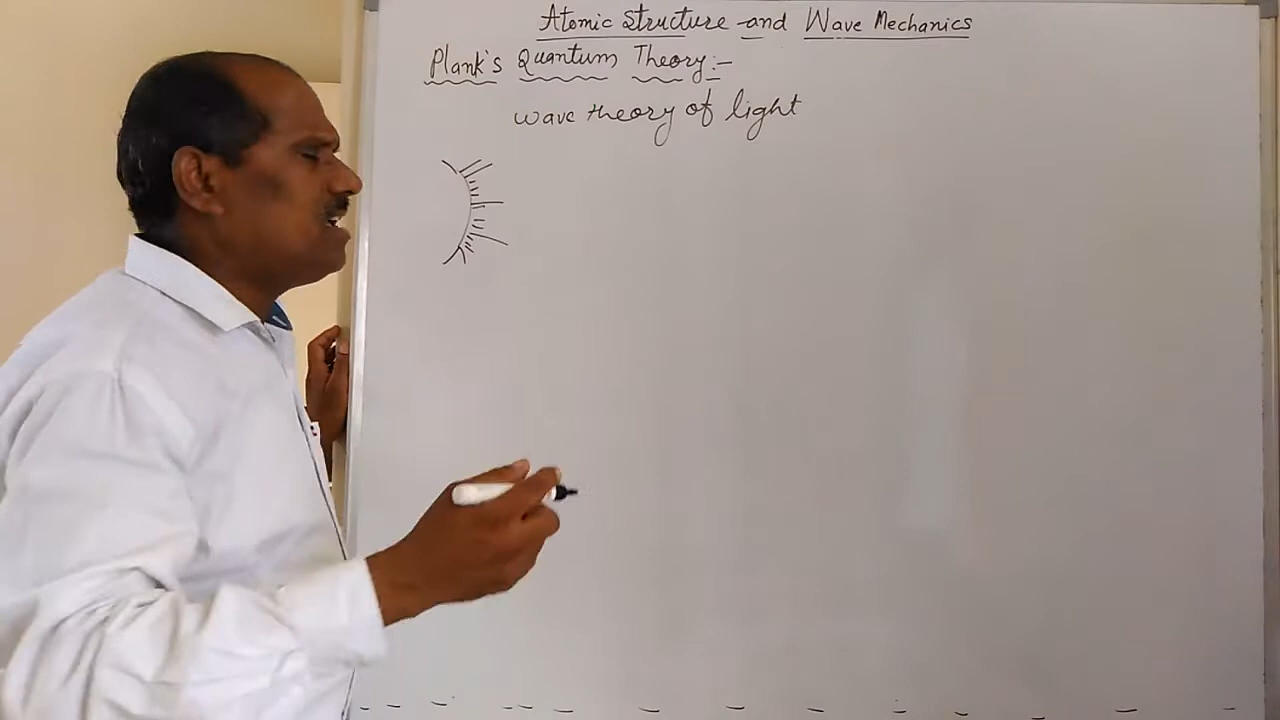 Atomic Structure and Wave Mechanics
Plank's Quantum Theory:-
wave theory of light